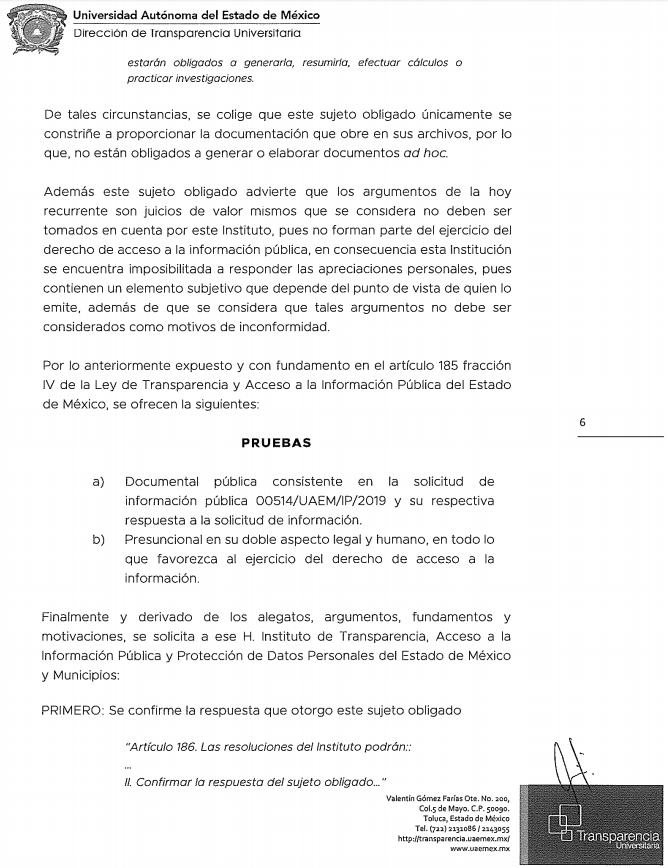 Universidad Autónoma del Estado de México
Dirección de Transparencia Universitaria
estarán obligados a generarla, resumirla, efectuar cálculos o
practicar investigaciones.
De tales circunstancias, se colige que este sujeto obligado únicamente se
constriñe a proporcionar la documentación que obre en sus archivos, por lo
que, no están obligados a generar o elaborar documentos ad hoc.
Además este sujeto obligado advierte que los argumentos de la hoy
recurrente son juicios de valor mismos que se considera no deben ser
tomados en cuenta por este Instituto, pues no forman parte del ejercicio del
derecho de acceso a la información pública, en consecuencia esta Institución
se encuentra imposibilitada a responder las apreciaciones personales, pues
contienen un elemento subjetivo que depende del punto de vista de quien lo
emite, además de que se considera que tales argumentos no debe ser
considerados como motivos de inconformidad.
Por lo anteriormente expuesto y con fundamento en el artículo 185 fracción
IV de la Ley de Transparencia y Acceso a la Información Pública del Estado
de México, se ofrecen la siguientes:
6
PRUEBAS
a) Documental pública consistente en la solicitud de
información pública 00514/UAEM/IP/2019 y su respectiva
respuesta a la solicitud de información.
b) Presuncional en su doble aspecto legal y humano, en todo lo
que favorezca al ejercicio del derecho de acceso a la
información.
Finalmente y derivado de los alegatos, argumentos, fundamentos y
motivaciones, se solicita a ese H. Instituto de Transparencia, Acceso a la
Información Pública y Protección de Datos Personales del Estado de México
y Municipios:
PRIMERO: Se confirme la respuesta que otorgo este sujeto obligado
"Artículo 186. Las resoluciones del Instituto podrán::
...
II. Confirmar la respuesta del sujeto obligado..."
Valentín Gómez Farías Ote. No. 200,
Col.5 de Mayo. C.P. 50090.
Toluca, Estado de México
Tel. (722) 2131086 / 2143055
http://transparencia.uaemex.mx/
www.uaemex.mx
Transparencia
Universitaria